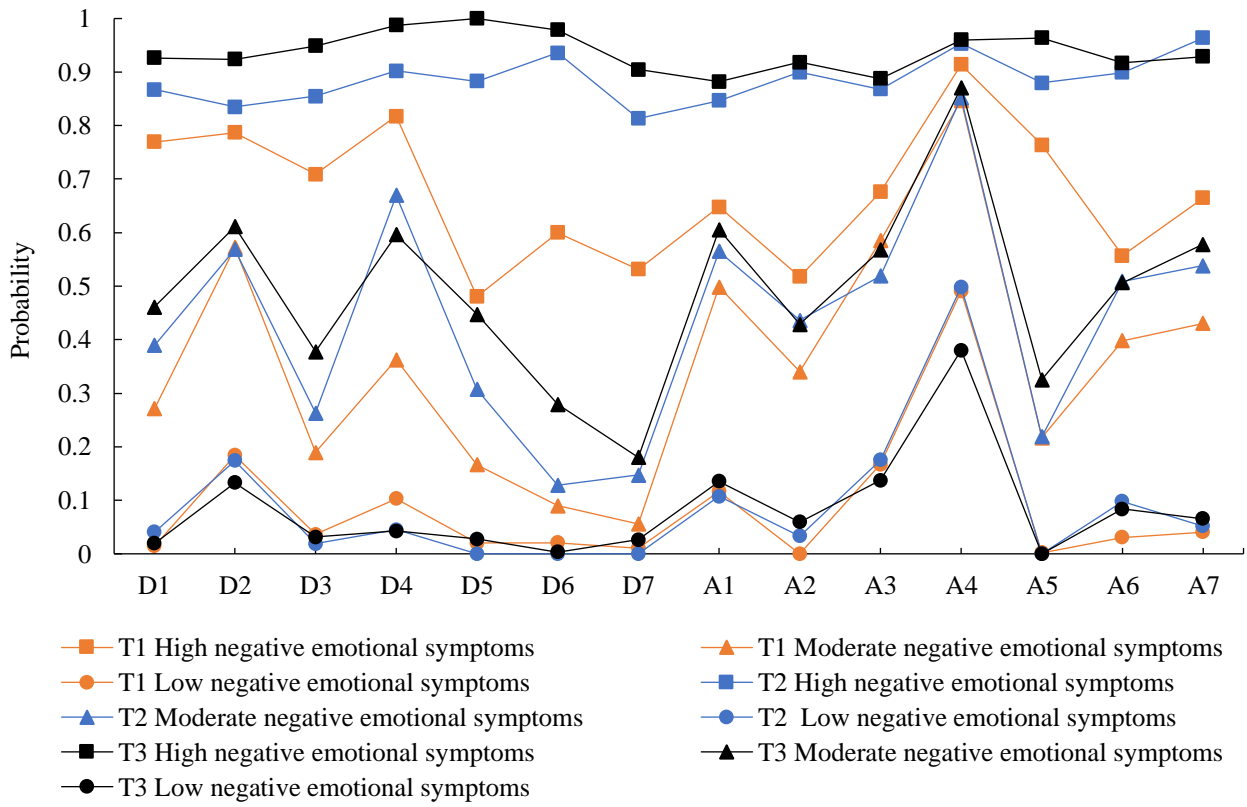 1
0.9
0.8
0.7
0.6
0.5
0.4
0.3
0.2
0.1
0
Probability
D1 D2 D3 D4 D5 D6 D7 A1 A2 A3 A4 A5 A6 A7
T1 High negative emotional symptoms
T1 Moderate negative emotional symptoms
T1 Low negative emotional symptoms
T2 High negative emotional symptoms
T2 Moderate negative emotional symptoms
T2  Low negative emotional symptoms
T3 High negative emotional symptoms
T3 Moderate negative emotional symptoms
T3 Low negative emotional symptoms